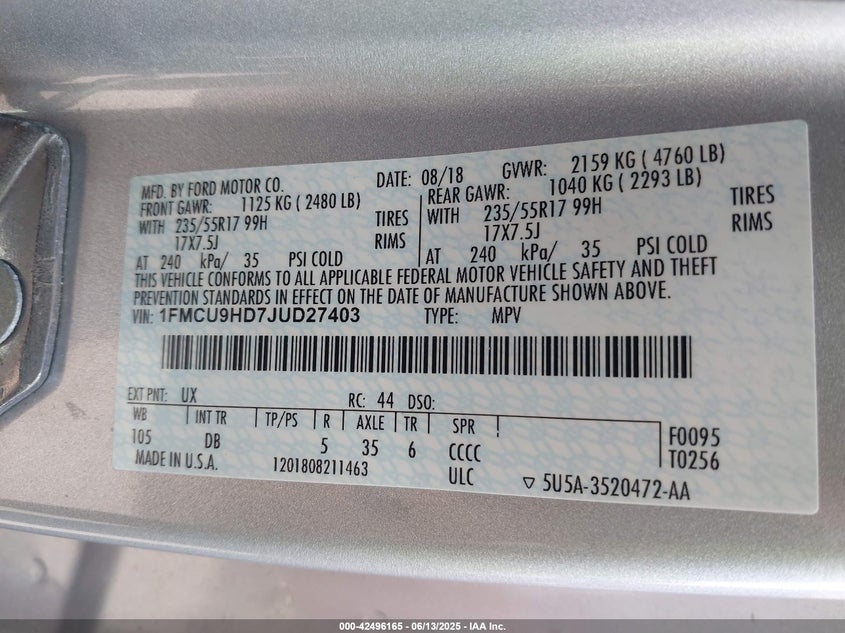 MFD. BY FORD MOTOR CO. DATE: 08/18 GVWR: 2159 KG ( 4760 LB)
FRONT GAWR: 1125 KG ( 2480 LB) REAR GAWR: 1040 KG ( 2293 LB)
WITH 235/55R17 99H TIRES WITH 235/55R17 99H TIRES
17X7.5J RIMS 17X7.5J RIMS
AT 240 kPa/ 35 PSI COLD AT 240 kPa/ 35 PSI COLD
THIS VEHICLE CONFORMS TO ALL APPLICABLE FEDERAL MOTOR VEHICLE SAFETY AND THEFT
PREVENTION STANDARDS IN EFFECT ON THE DATE OF MANUFACTURE SHOWN ABOVE.
VIN: 1FMCU9HD7JUD27403 TYPE: MPV
EXT PNT: UX RC: 44 DSO:
WB INT TR TP/PS R AXLE TR SPR
105 DB 5 35 6 CCCC F0095
MADE IN U.S.A. 1201808211463 ULC T0256
5U5A-3520472-AA
000-42496165 - 06/13/2025 - IAA Inc.